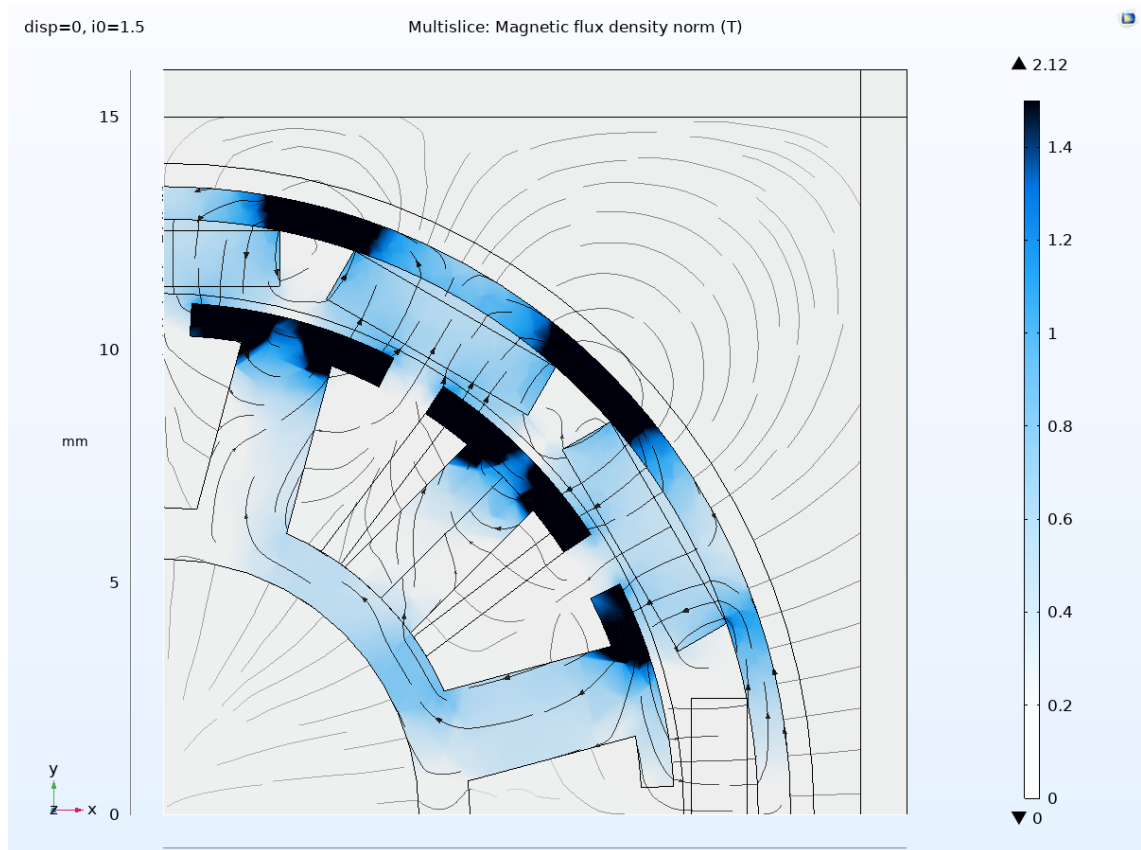 disp=0, i0=1.5
Multislice: Magnetic flux density norm (T)
▲ 2.12
15
1.4
1.2
10
1
mm
0.8
0.6
5
0.4
0.2
y
z
x
0
0
▼ 0